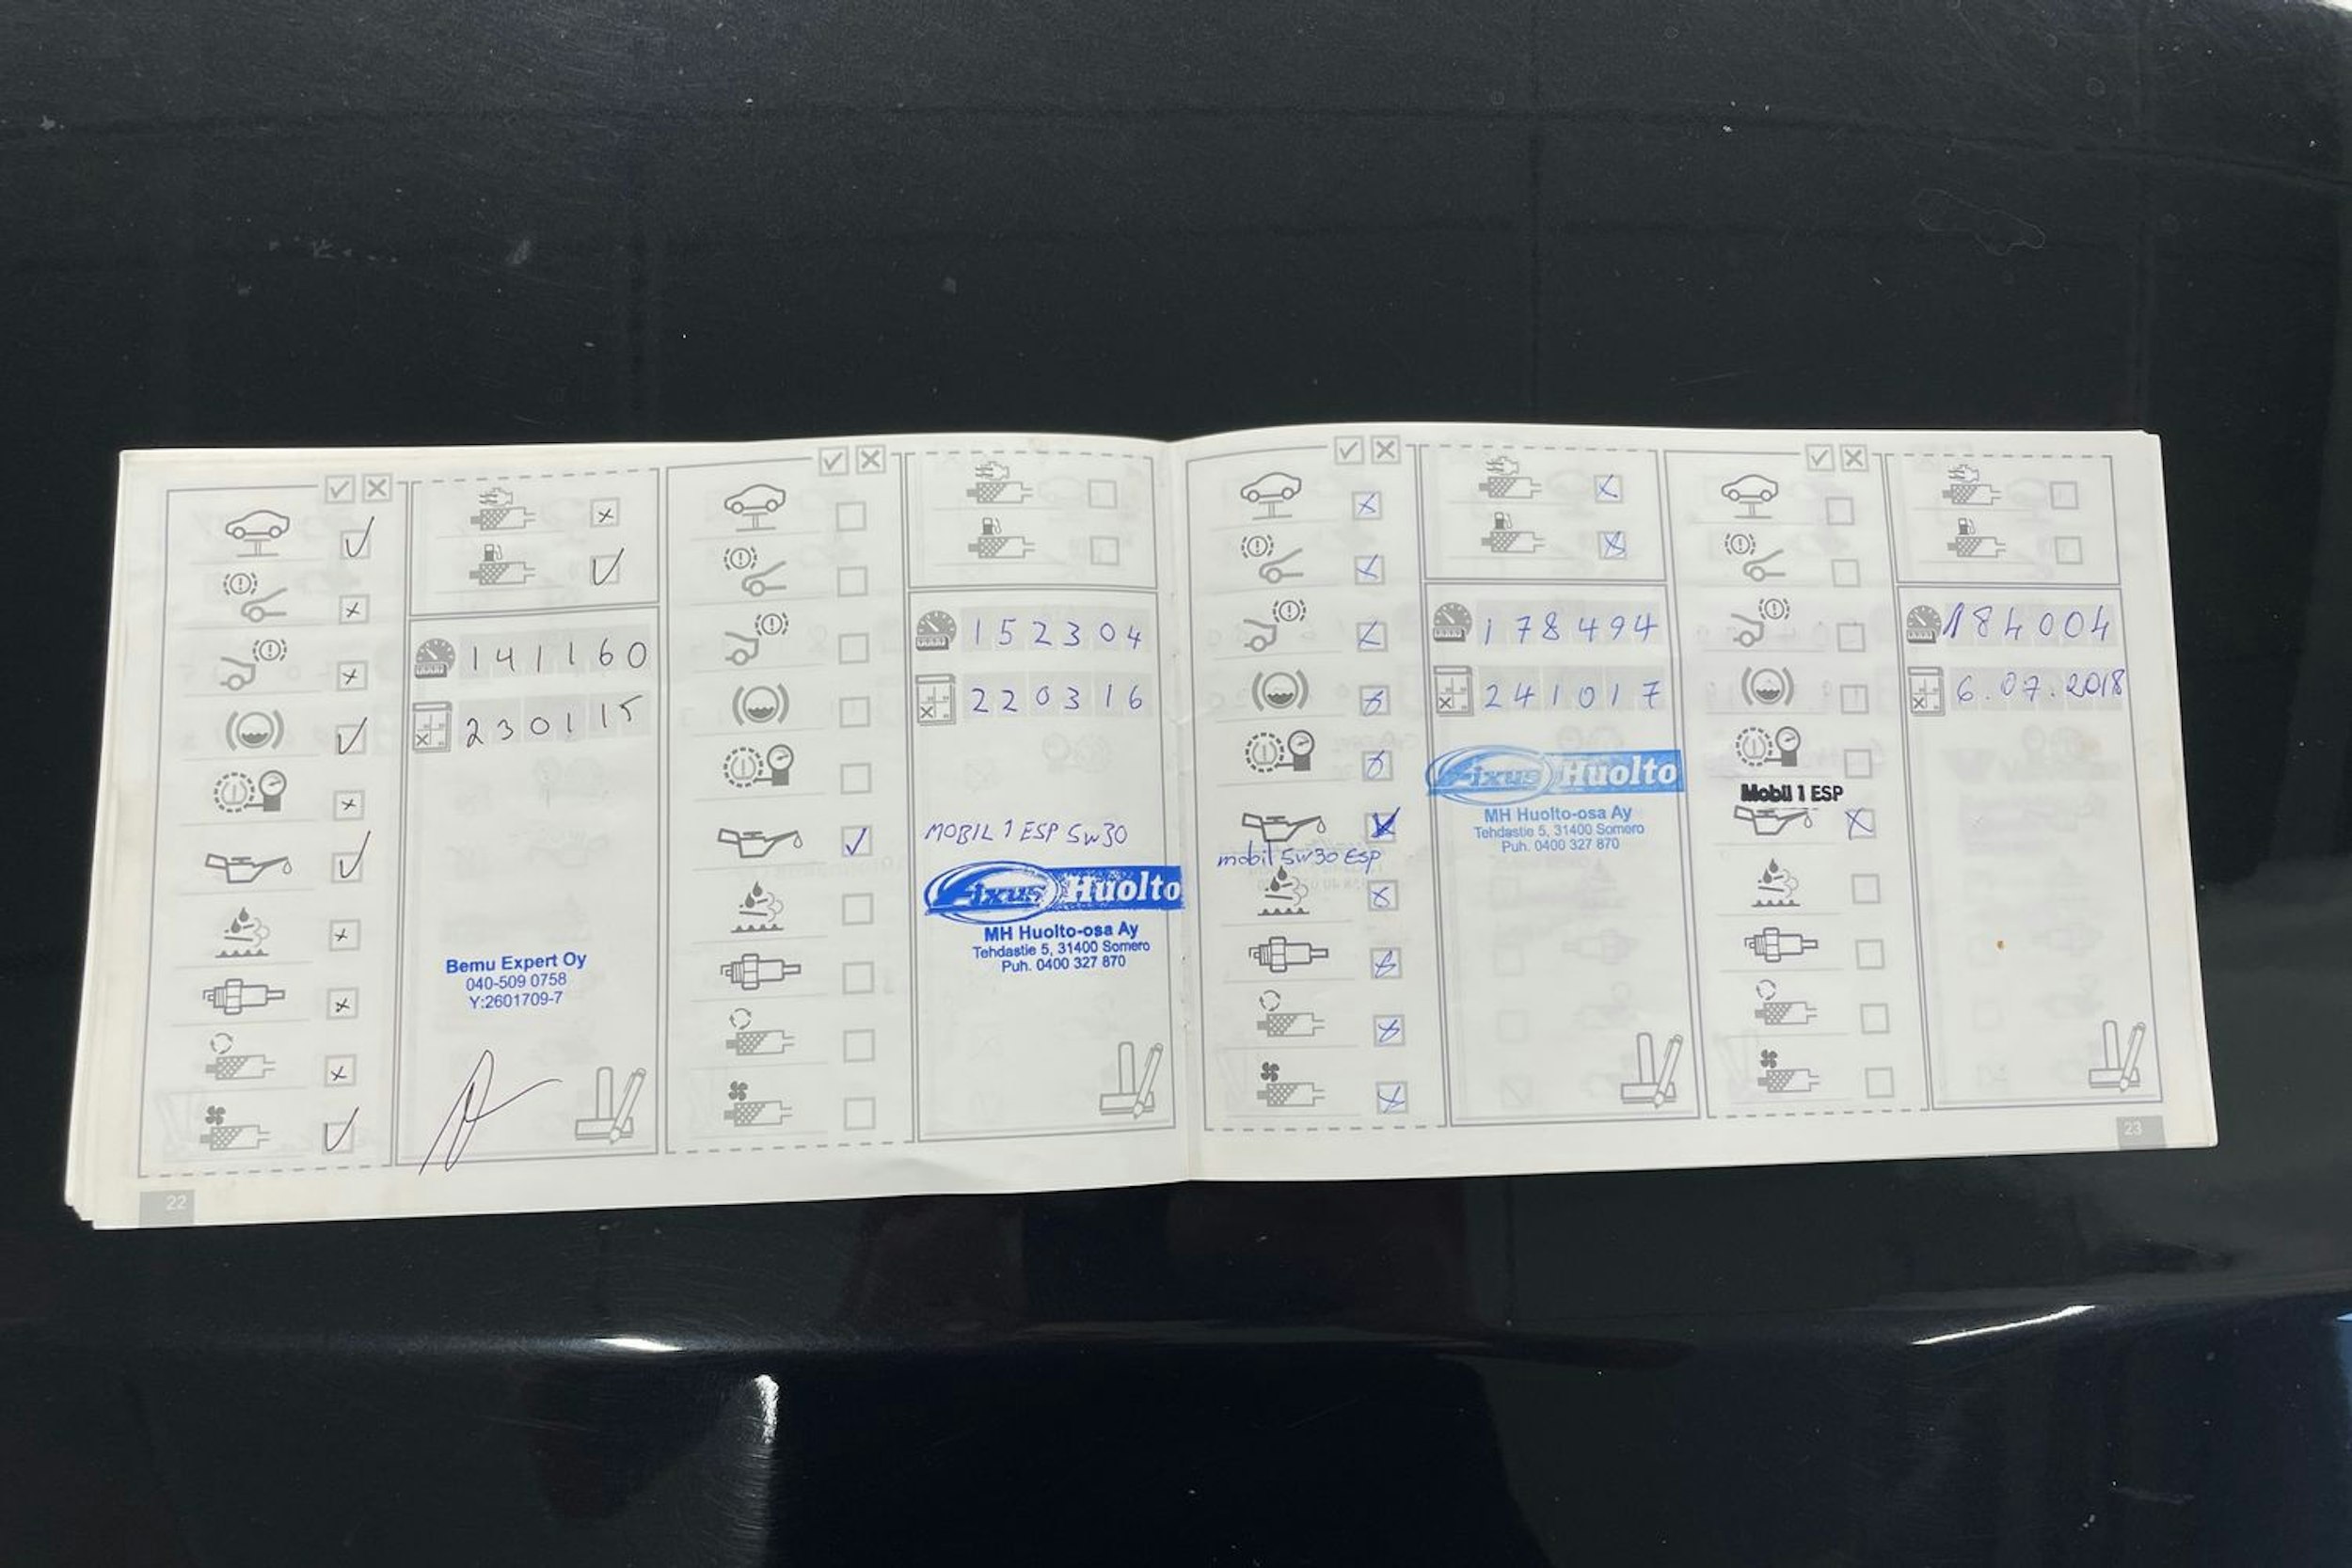 141160
230115
Bemu Expert Oy
040-509 0758
Y:2601709-7
22
152304
220316
MOBIL 1 ESP 5W30
Fixus Huolto
MH Huolto-osa Ay
Tehdastie 5, 31400 Somero
Puh. 0400 327 870
178494
241017
Fixus Huolto
MH Huolto-osa Ay
Tehdastie 5, 31400 Somero
Puh. 0400 327 870
mobil 5w30 Esp
184004
6.07.2018
Mobil 1 ESP
23